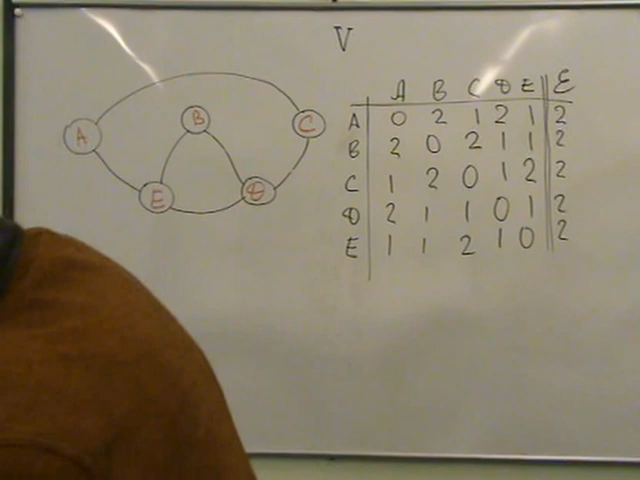 V
A
B
C
E
D
A B C D E ℰ
A 0 2 1 2 1 2
B 2 0 2 1 1 2
C 1 2 0 1 2 2
D 2 1 1 0 1 2
E 1 1 2 1 0 2